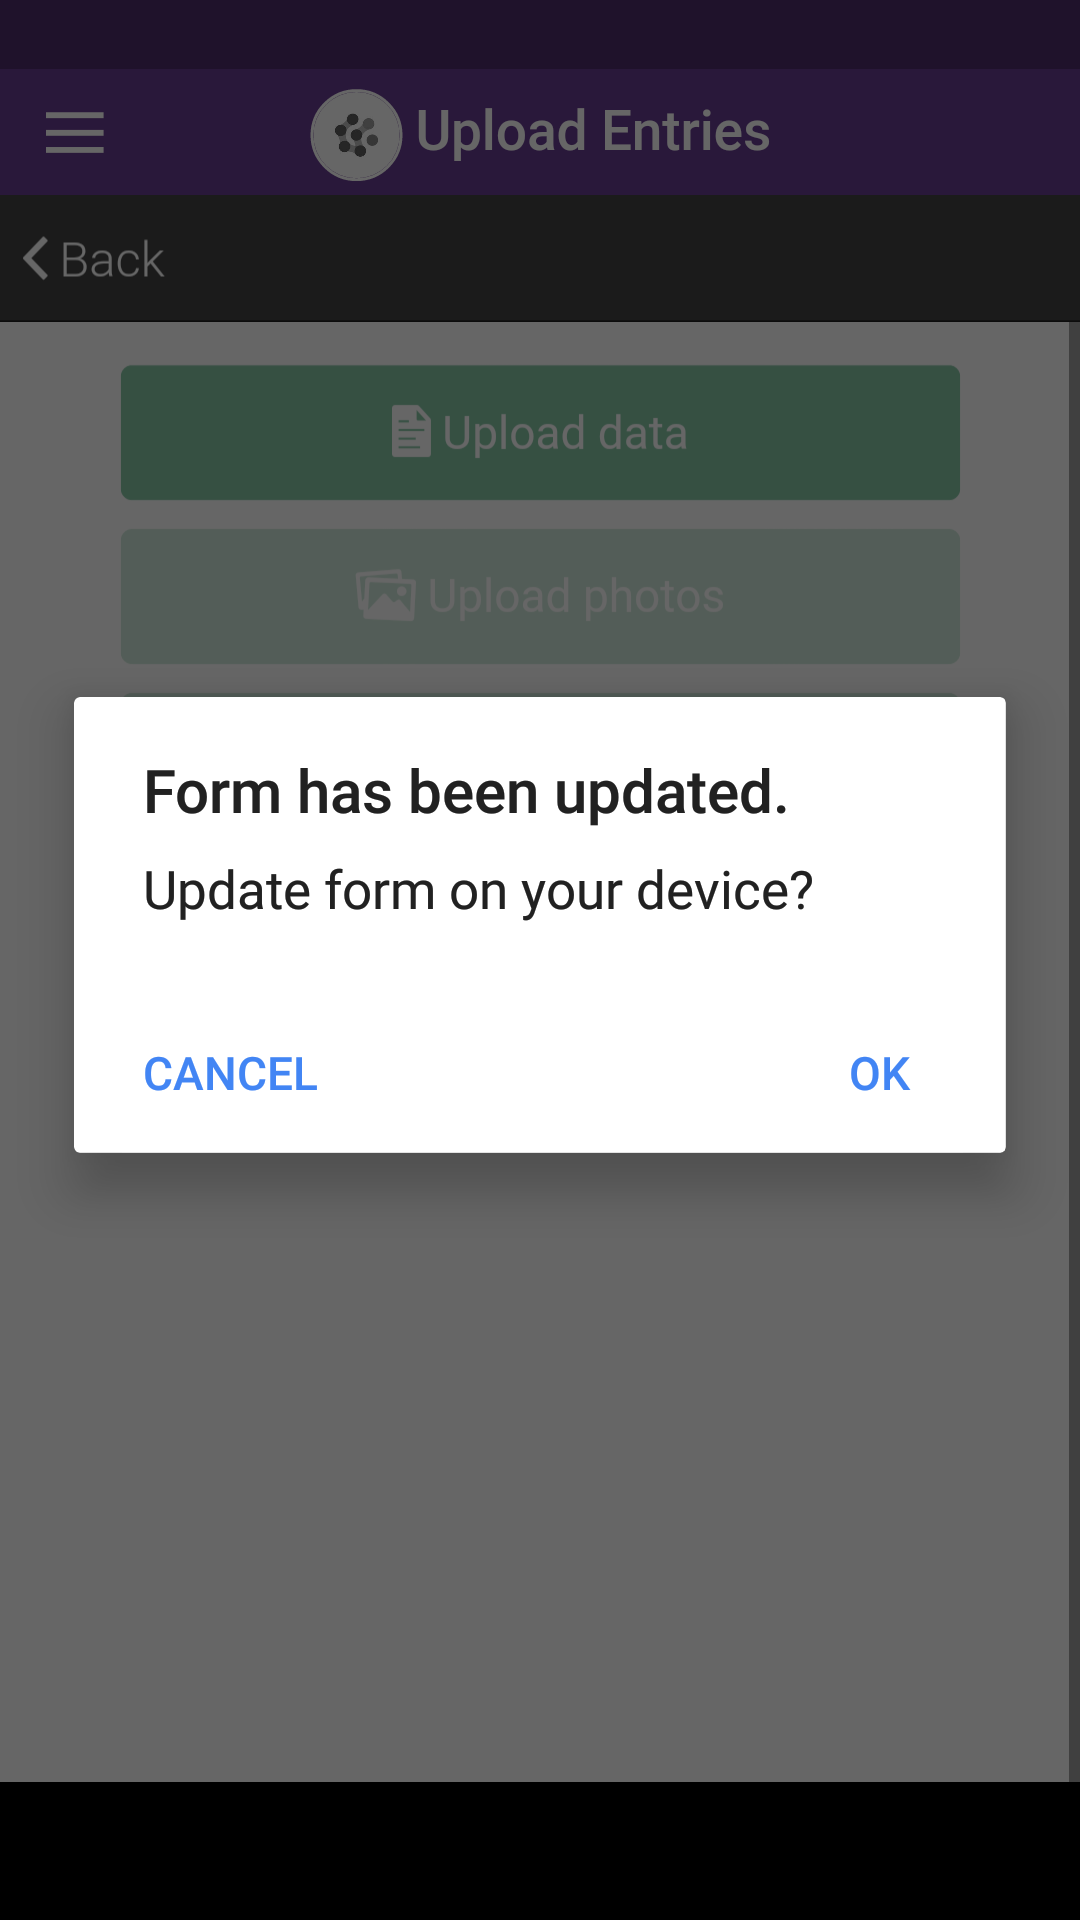 Upload Entries
Back
Upload data
Upload photos
Form has been updated.
Update form on your device?
CANCEL
OK